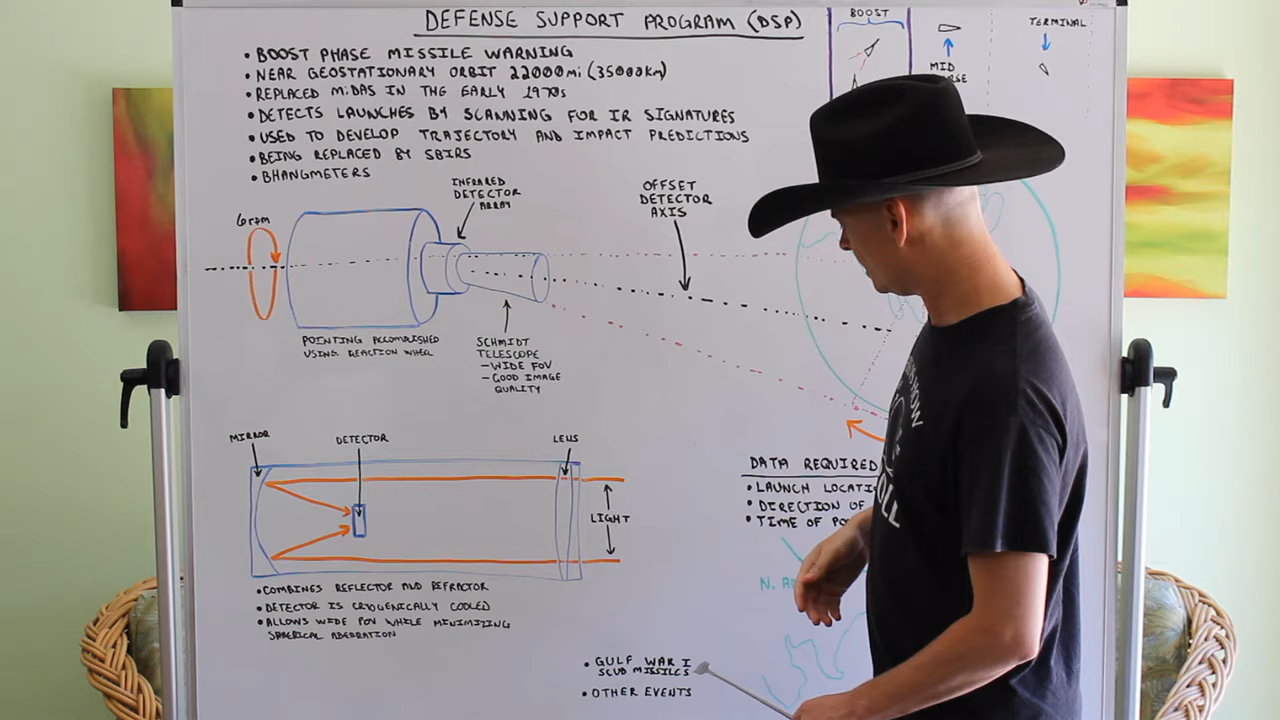 DEFENSE SUPPORT PROGRAM (DSP)
• BOOST PHASE MISSILE WARNING
• NEAR GEOSTATIONARY ORBIT 22000mi (35000km)
• REPLACED MiDAS IN THE EARLY 1970s
• DETECTS LAUNCHES BY SCANNING FOR IR SIGNATURES
• USED TO DEVELOP TRAJECTORY AND IMPACT PREDICTIONS
• BEING REPLACED BY SBIRS
• BHANGMETERS
BOOST
MID
TERMINAL
6rpm
INFRARED
DETECTOR
ARRAY
OFFSET
DETECTOR
AXIS
POINTING ACCOMPLISHED
USING REACTION WHEEL
SCHMIDT
TELESCOPE
- WIDE FOV
- GOOD IMAGE
QUALITY
MIRROR
DETECTOR
LENS
LIGHT
• COMBINES REFLECTOR AND REFRACTOR
• DETECTOR IS CRYOGENICALLY COOLED
• ALLOWS WIDE FOV WHILE MINIMIZING
SPHERICAL ABERRATION
DATA REQUIRED
• LAUNCH
• DIRECTION OF
• TIME OF
N.
• GULF WAR I
SCUD MISSILES
• OTHER EVENTS